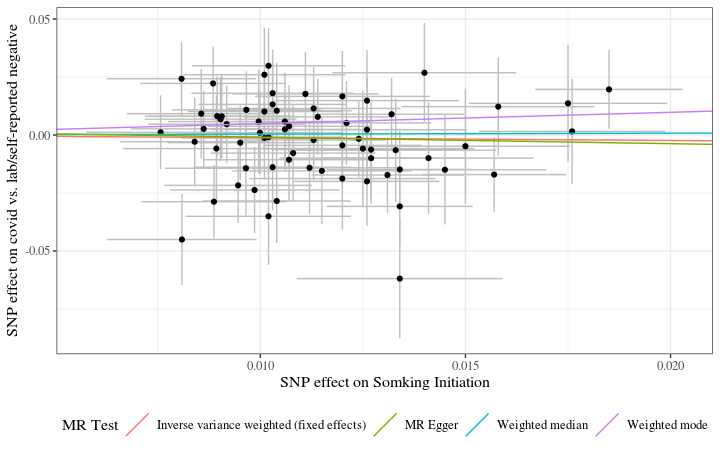 0.05
0.00
-0.05
SNP effect on covid vs. lab/self-reported negative
0.010
0.015
0.020
SNP effect on Somking Initiation
MR Test
Inverse variance weighted (fixed effects)
MR Egger
Weighted median
Weighted mode